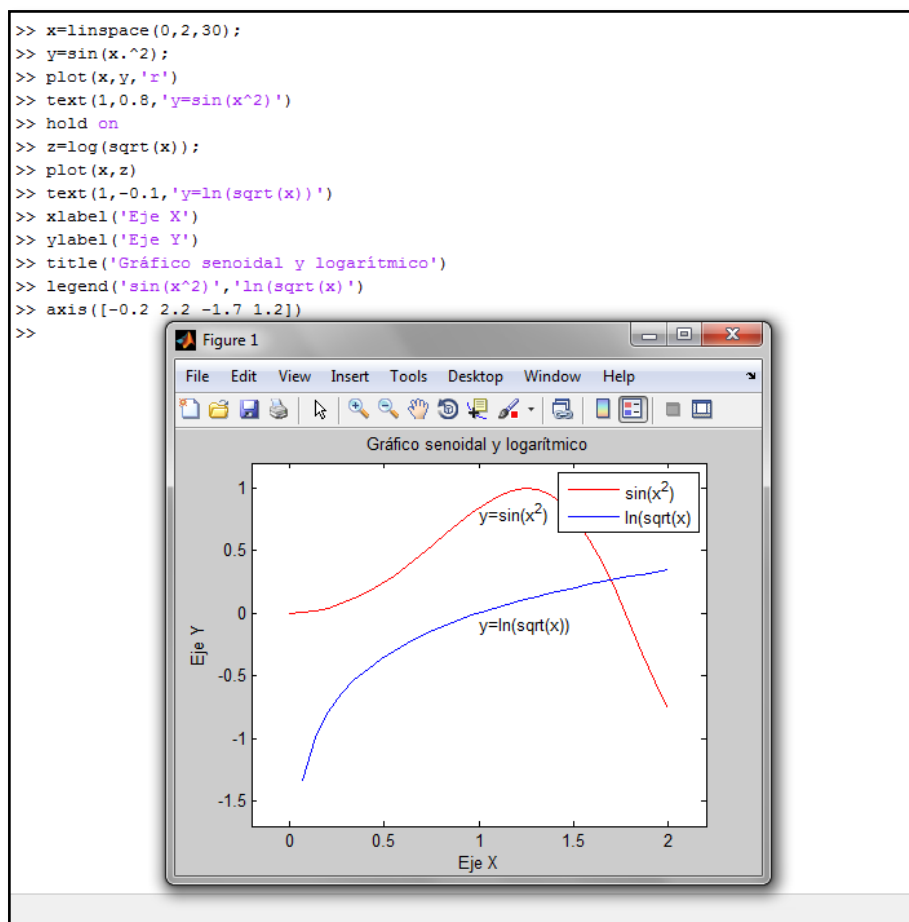 >> x=linspace(0,2,30);
>> y=sin(x.^2);
>> plot(x,y,'r')
>> text(1,0.8,'y=sin(x^2)')
>> hold on
>> z=log(sqrt(x));
>> plot(x,z)
>> text(1,-0.1,'y=ln(sqrt(x))')
>> xlabel('Eje X')
>> ylabel('Eje Y')
>> title('Gráfico senoidal y logarítmico')
>> legend('sin(x^2)','ln(sqrt(x)')
>> axis([-0.2 2.2 -1.7 1.2])
>>
Figure 1
File Edit View Insert Tools Desktop Window Help
Gráfico senoidal y logarítmico
sin(x²)
ln(sqrt(x)
y=sin(x²)
y=ln(sqrt(x))
1
0.5
0
-0.5
-1
-1.5
Eje Y
0 0.5 1 1.5 2
Eje X